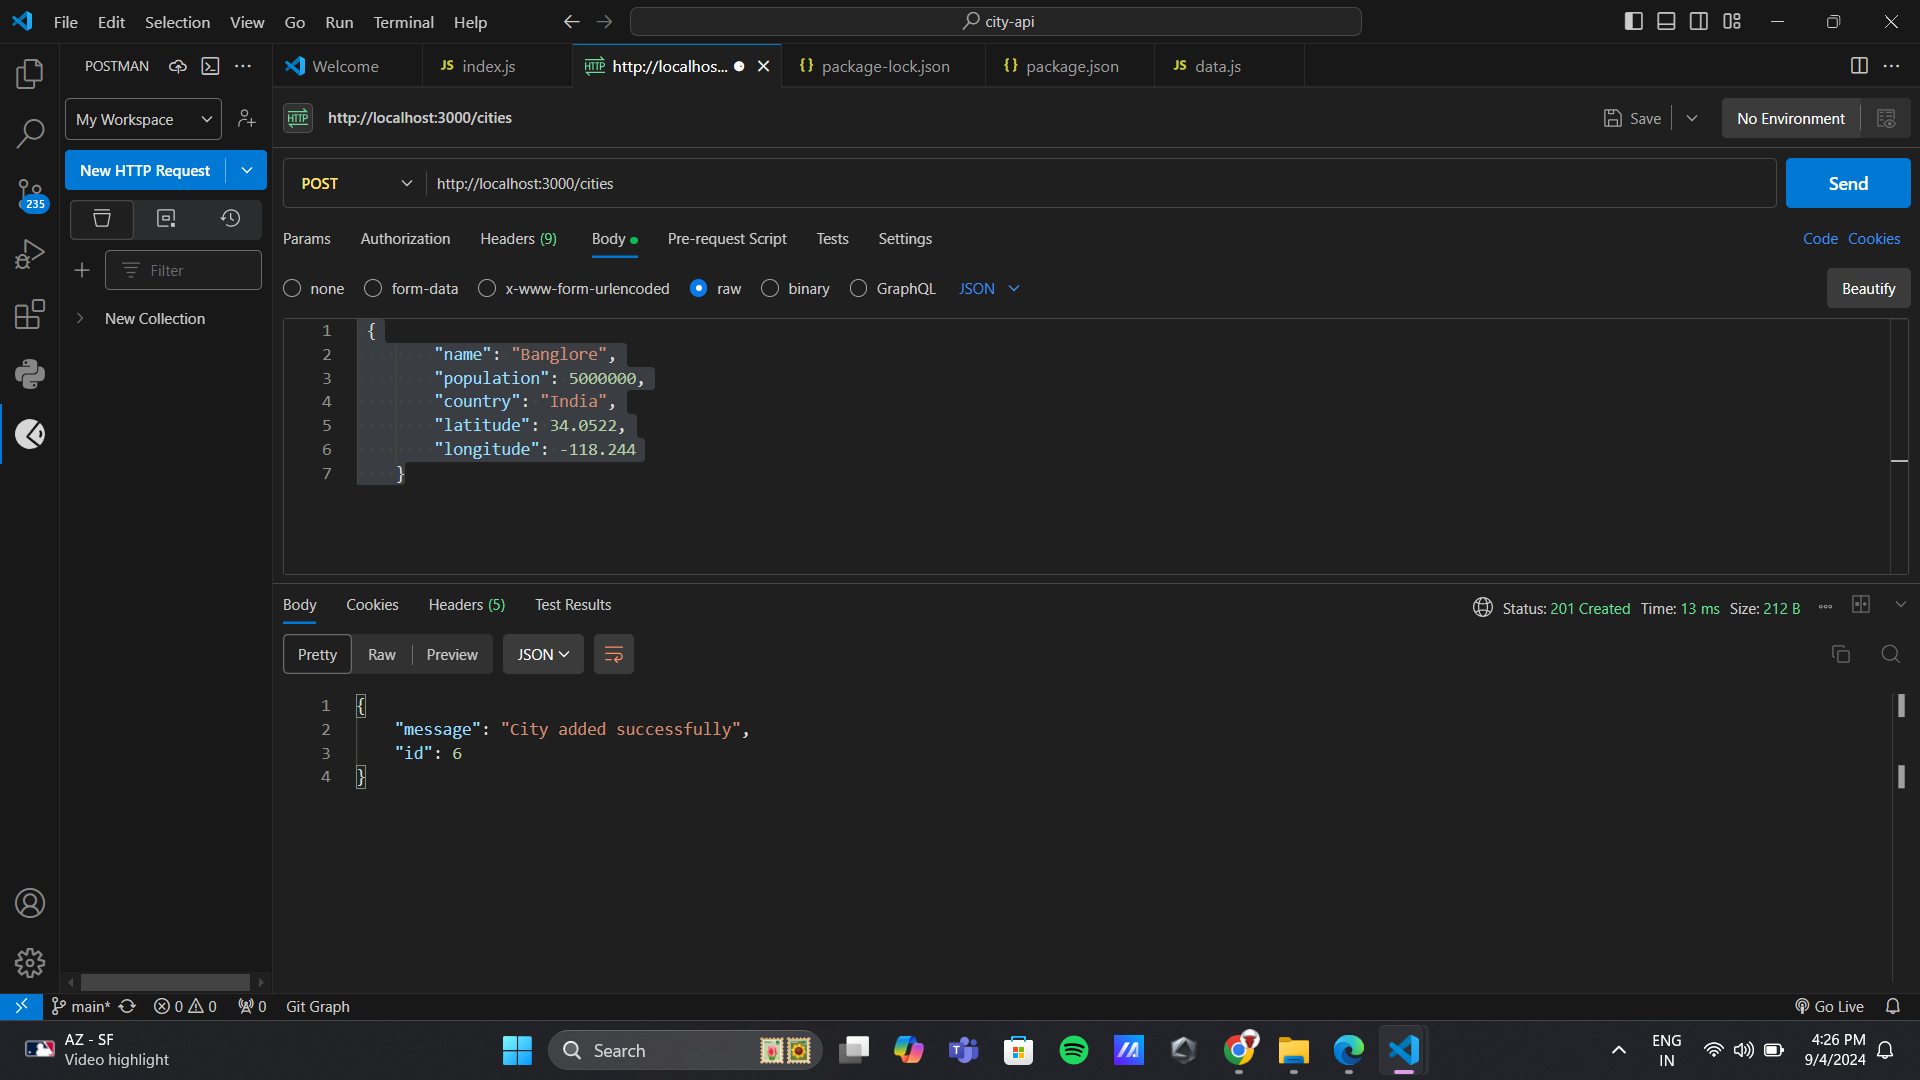 File Edit Selection View Go Run Terminal Help
city-api
POSTMAN
Welcome
JS index.js
HTTP http://localhos...
{} package-lock.json
{} package.json
JS data.js
My Workspace
New HTTP Request
235
Filter
New Collection
HTTP http://localhost:3000/cities
Save
No Environment
POST http://localhost:3000/cities
Send
Params Authorization Headers (9) Body Pre-request Script Tests Settings
Code Cookies
none form-data x-www-form-urlencoded raw binary GraphQL JSON
Beautify
1 {
2 "name": "Banglore",
3 "population": 5000000,
4 "country": "India",
5 "latitude": 34.0522,
6 "longitude": -118.244
7 }
Body Cookies Headers (5) Test Results
Status: 201 Created Time: 13 ms Size: 212 B
Pretty Raw Preview JSON
1 {
2 "message": "City added successfully",
3 "id": 6
4 }
main* 0 0 0 Git Graph
Go Live
AZ - SF
Video highlight
Search
ENG
IN
4:26 PM
9/4/2024